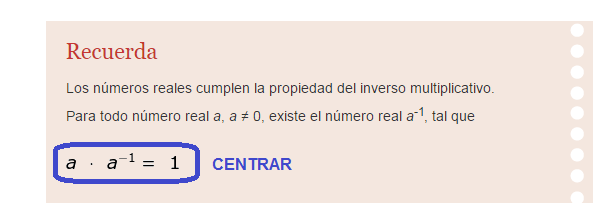 Recuerda
Los números reales cumplen la propiedad del inverso multiplicativo.
Para todo número real a, a ≠ 0, existe el número real a⁻¹, tal que
a · a⁻¹ = 1 CENTRAR